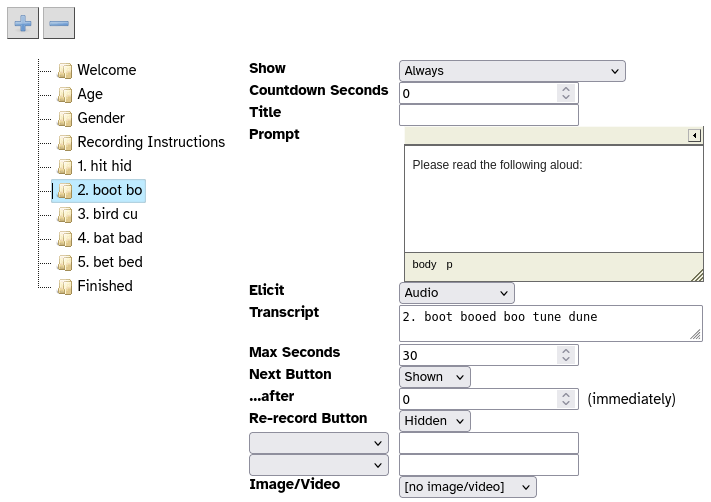 Welcome
Age
Gender
Recording Instructions
1. hit hid
2. boot bo
3. bird cu
4. bat bad
5. bet bed
Finished
Show Always
Countdown Seconds 0
Title
Prompt
Please read the following aloud:
body p
Elicit Audio
Transcript 2. boot booed boo tune dune
Max Seconds 30
Next Button Shown
...after 0 (immediately)
Re-record Button Hidden
Image/Video [no image/video]